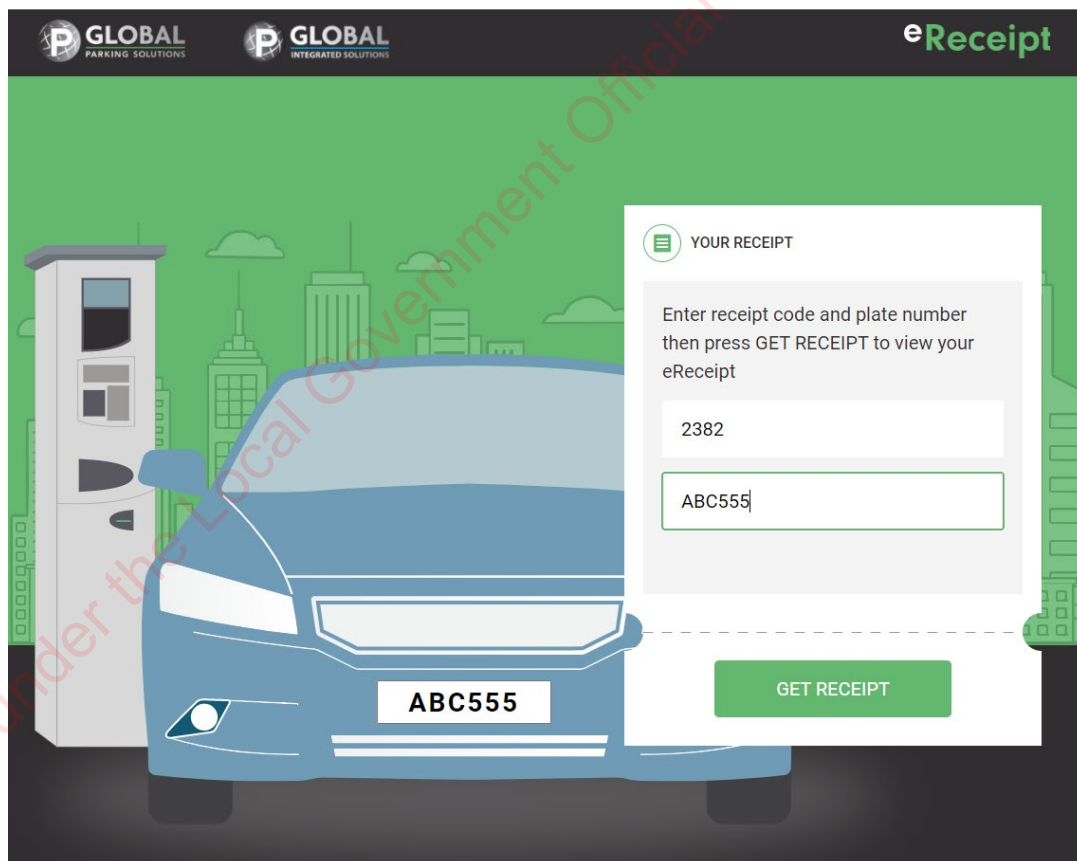 GLOBAL
PARKING SOLUTIONS
GLOBAL
INTEGRATED SOLUTIONS
eReceipt
YOUR RECEIPT
Enter receipt code and plate number
then press GET RECEIPT to view your
eReceipt
2382
ABC555
GET RECEIPT
ABC555
under the Local Government Official